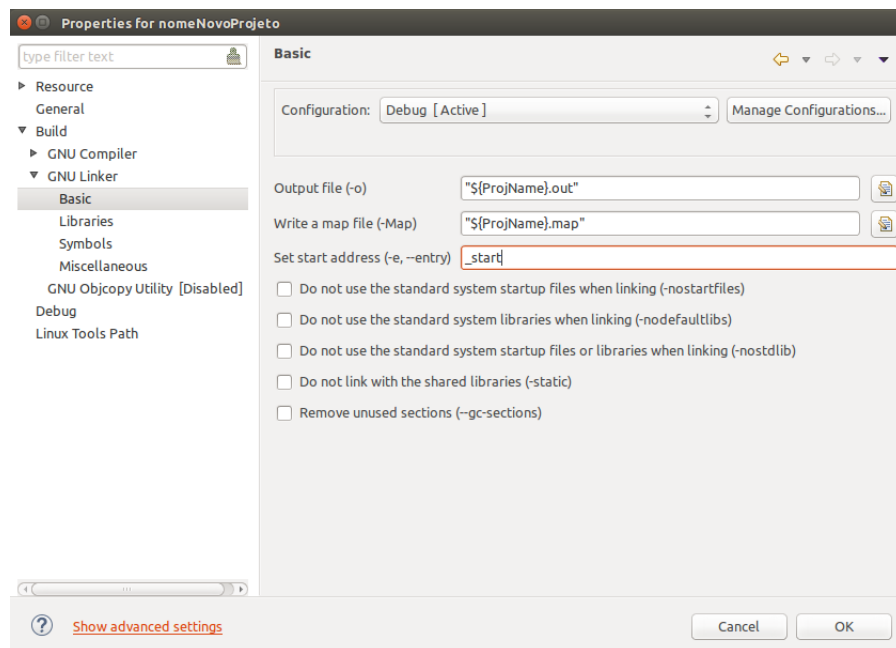 Properties for nomeNovoProjeto
type filter text
Resource
General
Build
GNU Compiler
GNU Linker
Basic
Libraries
Symbols
Miscellaneous
GNU Objcopy Utility [Disabled]
Debug
Linux Tools Path
Basic
Configuration: Debug [ Active ] Manage Configurations...
Output file (-o) "${ProjName}.out"
Write a map file (-Map) "${ProjName}.map"
Set start address (-e, --entry) _start
Do not use the standard system startup files when linking (-nostartfiles)
Do not use the standard system libraries when linking (-nodefaultlibs)
Do not use the standard system startup files or libraries when linking (-nostdlib)
Do not link with the shared libraries (-static)
Remove unused sections (--gc-sections)
? Show advanced settings Cancel OK